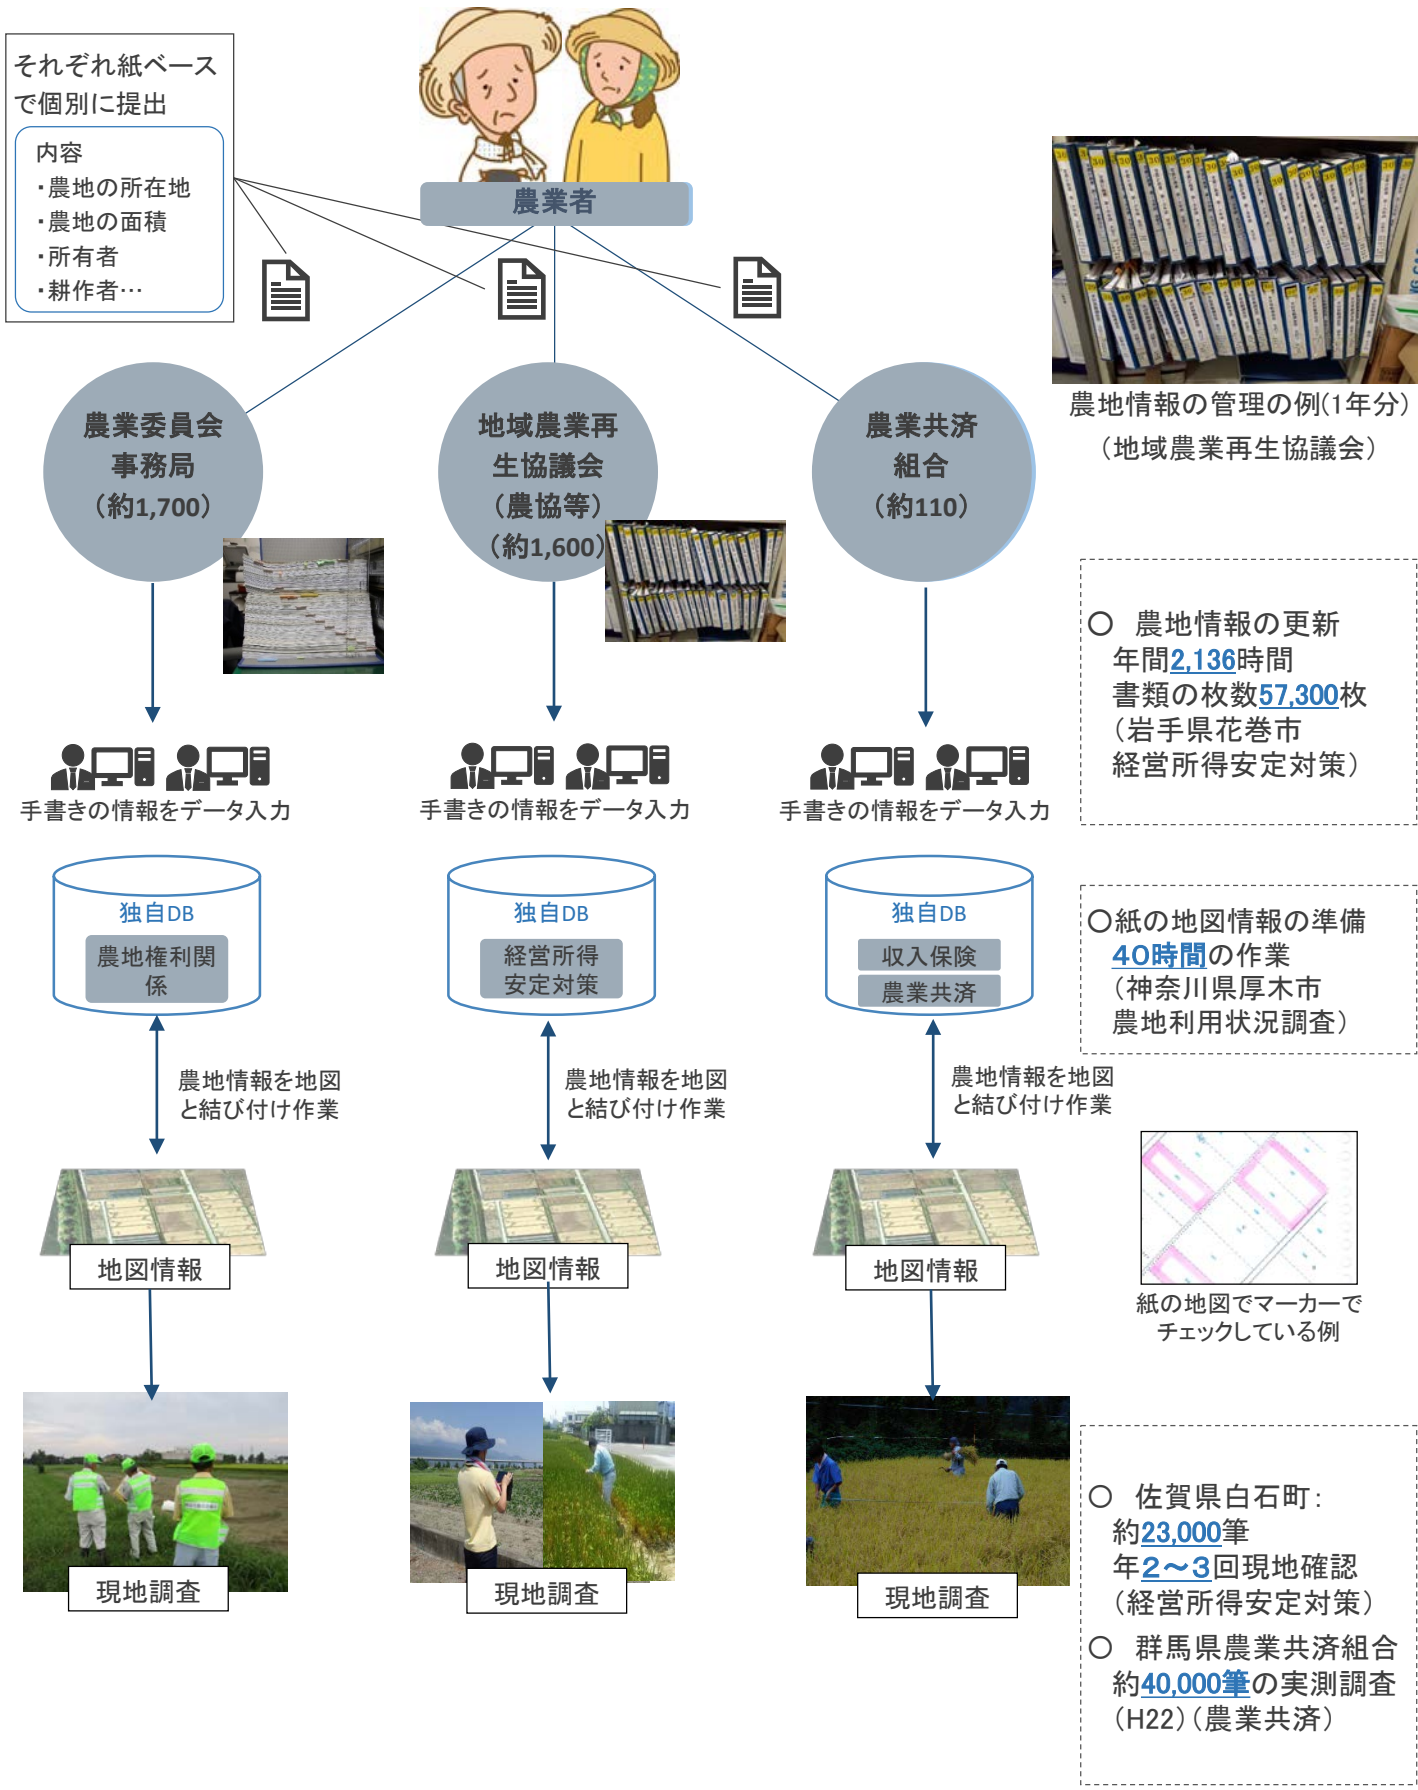 それぞれ紙ベース
で個別に提出
内容
・農地の所在地
・農地の面積
・所有者
・耕作者…
農業者
農業委員会
事務局
（約1,700）
地域農業再
生協議会
（農協等）
（約1,600）
農業共済
組合
（約110）
農地情報の管理の例(1年分)
（地域農業再生協議会）
手書きの情報をデータ入力
手書きの情報をデータ入力
手書きの情報をデータ入力
○ 農地情報の更新
年間2,136時間
書類の枚数57,300枚
（岩手県花巻市
経営所得安定対策）
独自DB
農地権利関
係
独自DB
経営所得
安定対策
独自DB
収入保険
農業共済
○紙の地図情報の準備
４０時間の作業
（神奈川県厚木市
農地利用状況調査）
農地情報を地図
と結び付け作業
農地情報を地図
と結び付け作業
農地情報を地図
と結び付け作業
地図情報
地図情報
地図情報
紙の地図でマーカーで
チェックしている例
現地調査
現地調査
現地調査
○ 佐賀県白石町：
約23,000筆
年２～３回現地確認
（経営所得安定対策）
○ 群馬県農業共済組合
約40,000筆の実測調査
（H22）（農業共済）